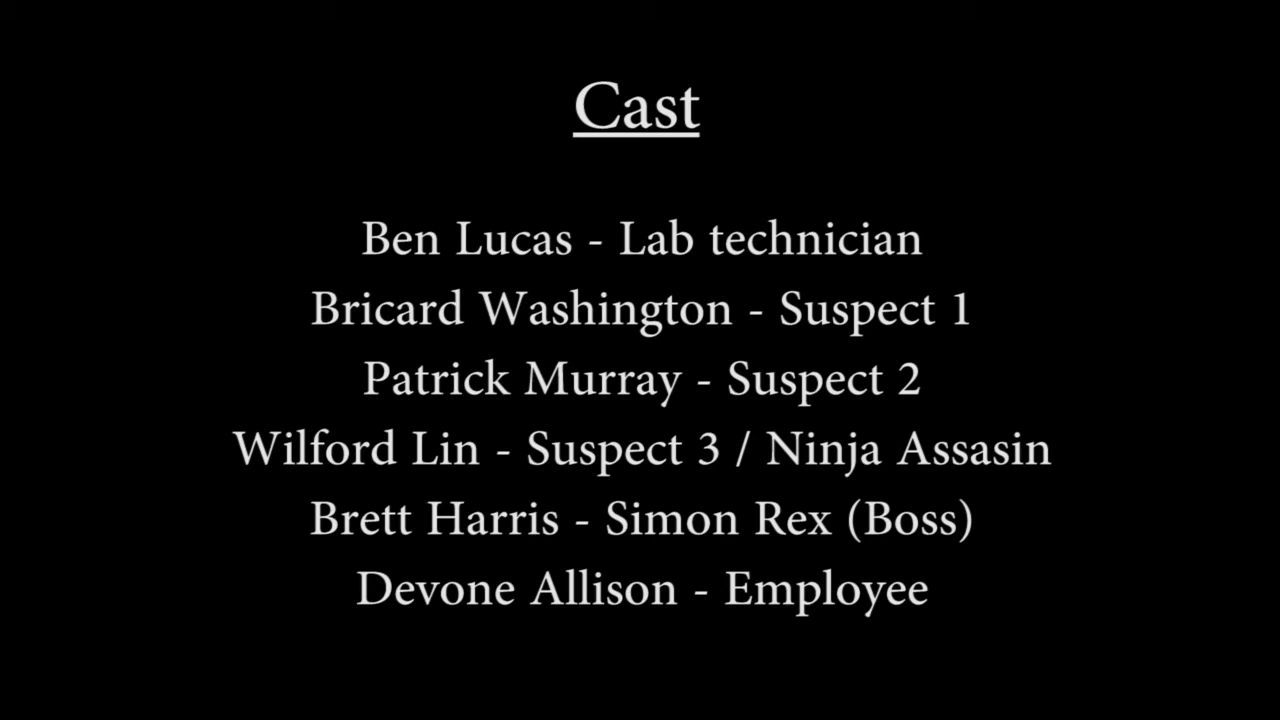 Cast
Ben Lucas - Lab technician
Bricard Washington - Suspect 1
Patrick Murray - Suspect 2
Wilford Lin - Suspect 3 / Ninja Assasin
Brett Harris - Simon Rex (Boss)
Devone Allison - Employee